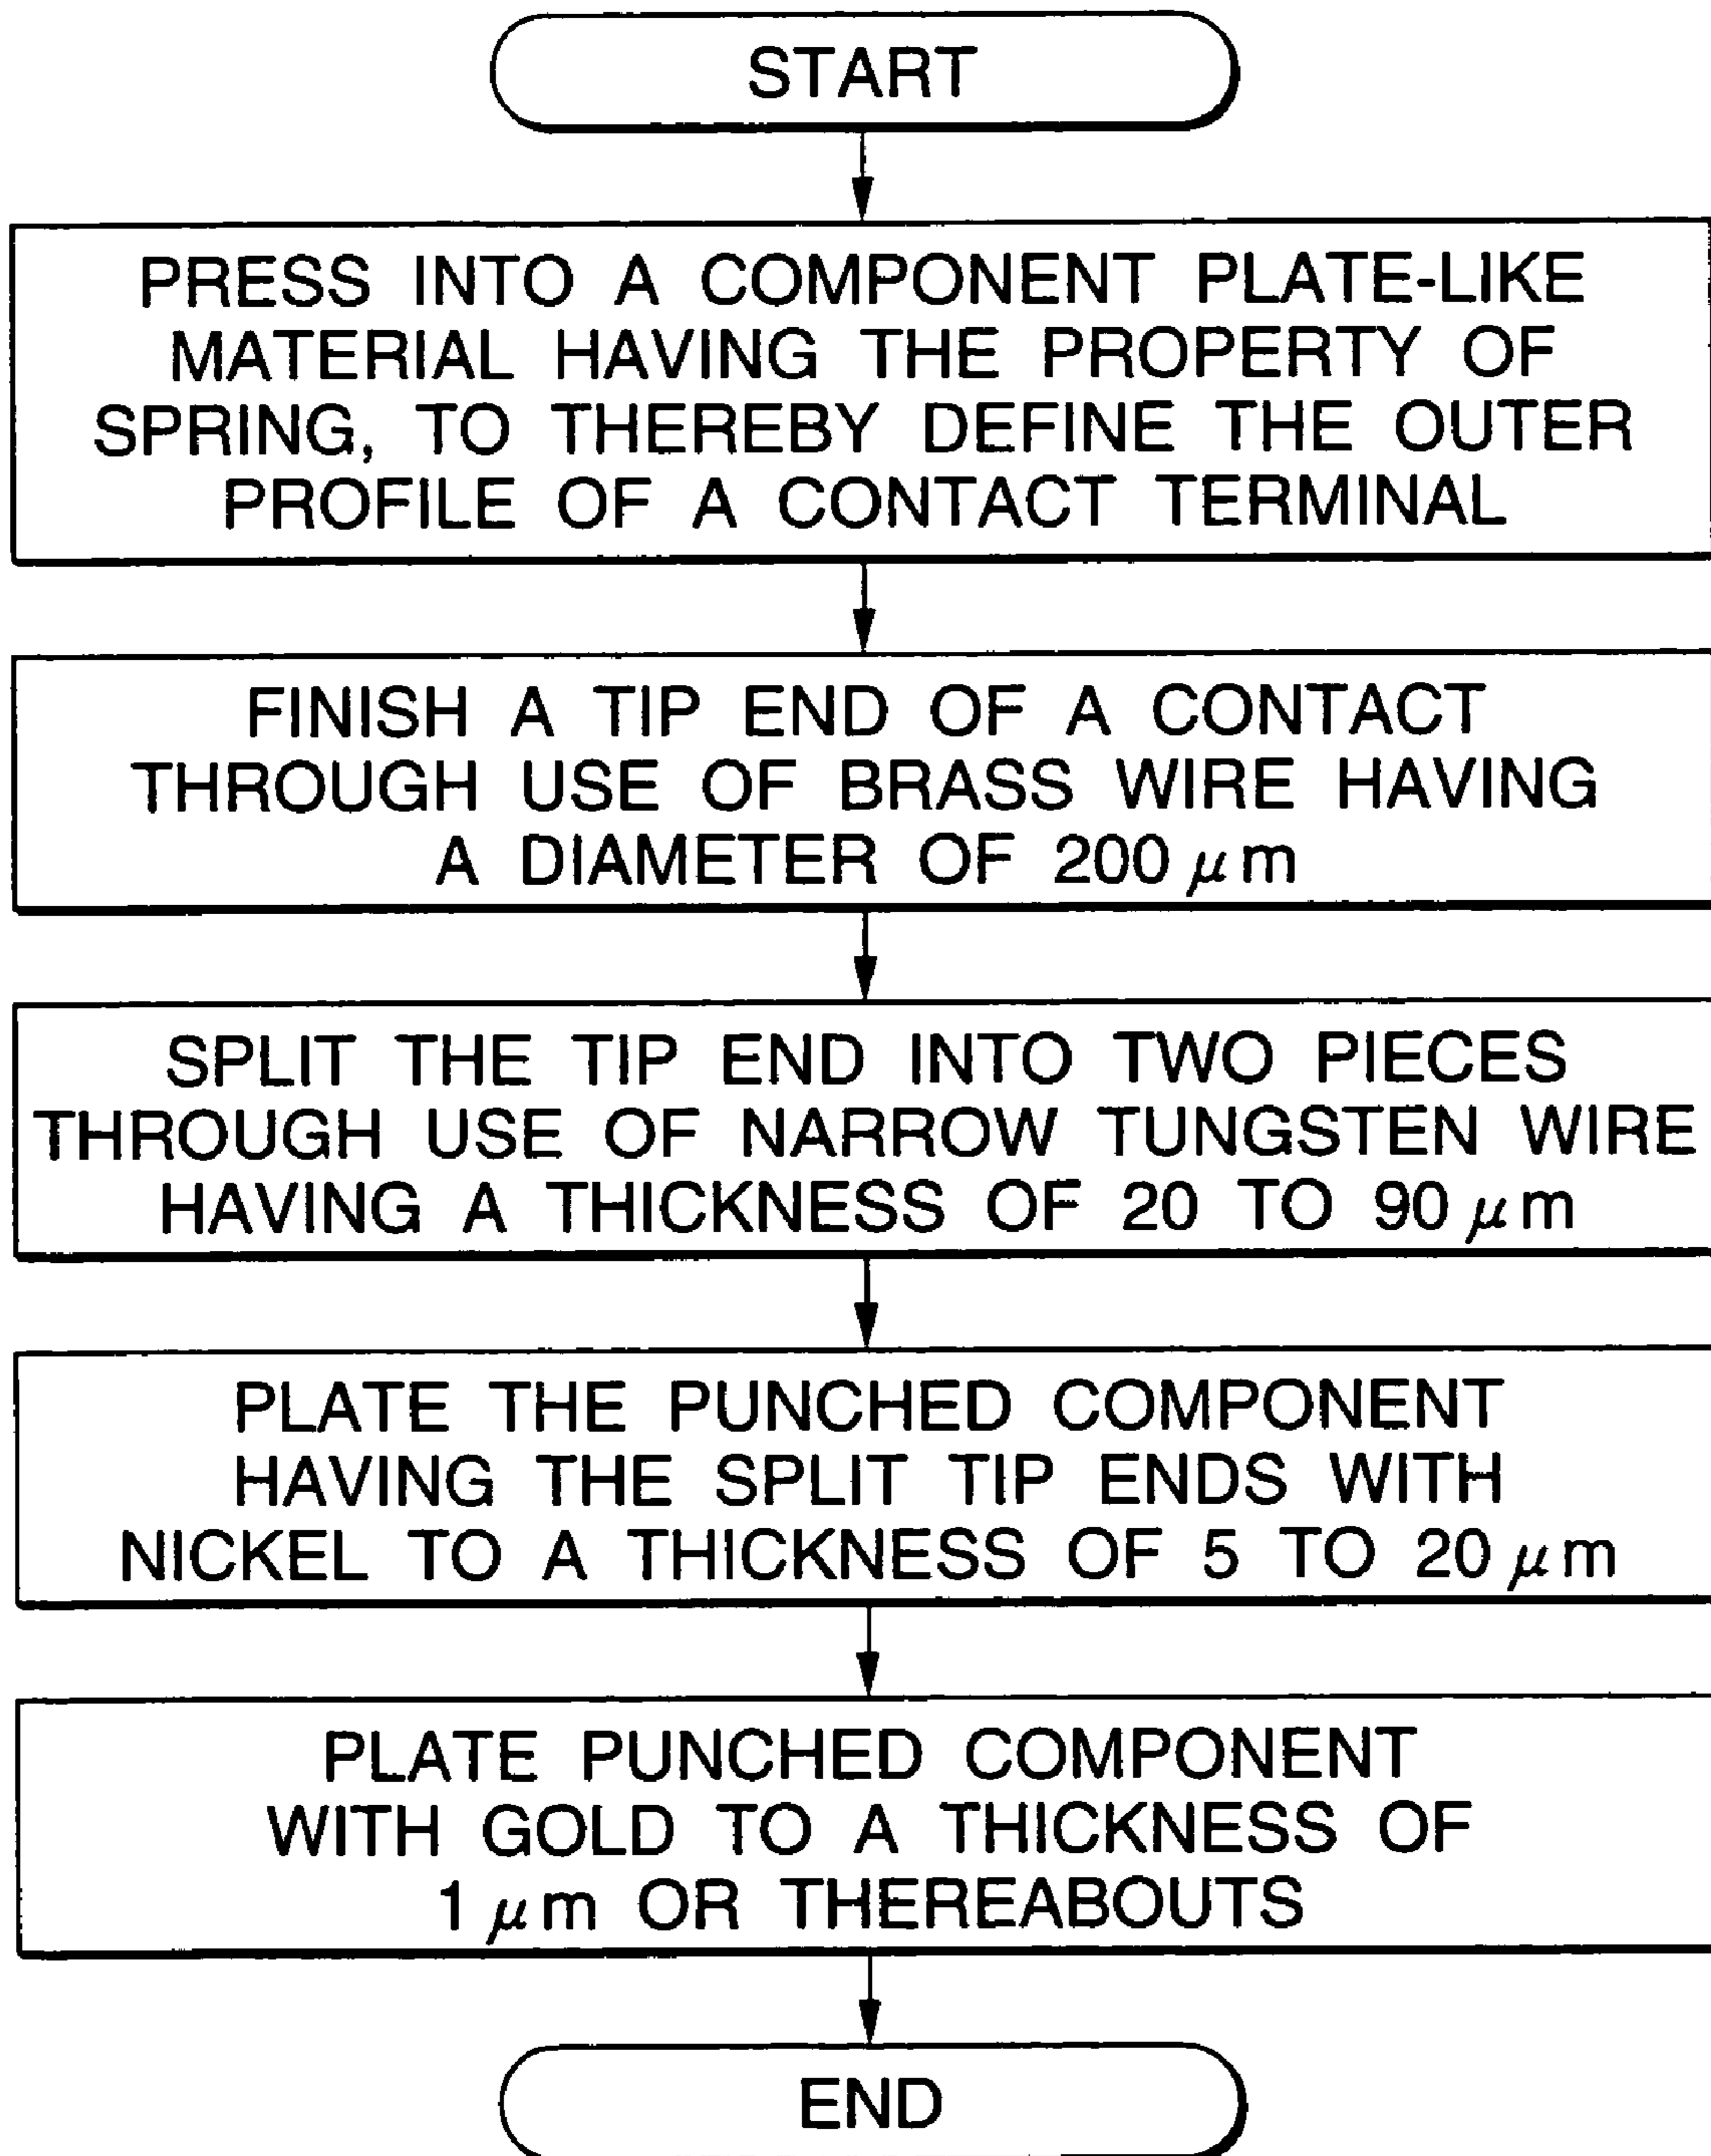 START
PRESS INTO A COMPONENT PLATE-LIKE
MATERIAL HAVING THE PROPERTY OF
SPRING, TO THEREBY DEFINE THE OUTER
PROFILE OF A CONTACT TERMINAL
FINISH A TIP END OF A CONTACT
THROUGH USE OF BRASS WIRE HAVING
A DIAMETER OF 200 μm
SPLIT THE TIP END INTO TWO PIECES
THROUGH USE OF NARROW TUNGSTEN WIRE
HAVING A THICKNESS OF 20 TO 90 μm
PLATE THE PUNCHED COMPONENT
HAVING THE SPLIT TIP ENDS WITH
NICKEL TO A THICKNESS OF 5 TO 20 μm
PLATE PUNCHED COMPONENT
WITH GOLD TO A THICKNESS OF
1 μm OR THEREABOUTS
END